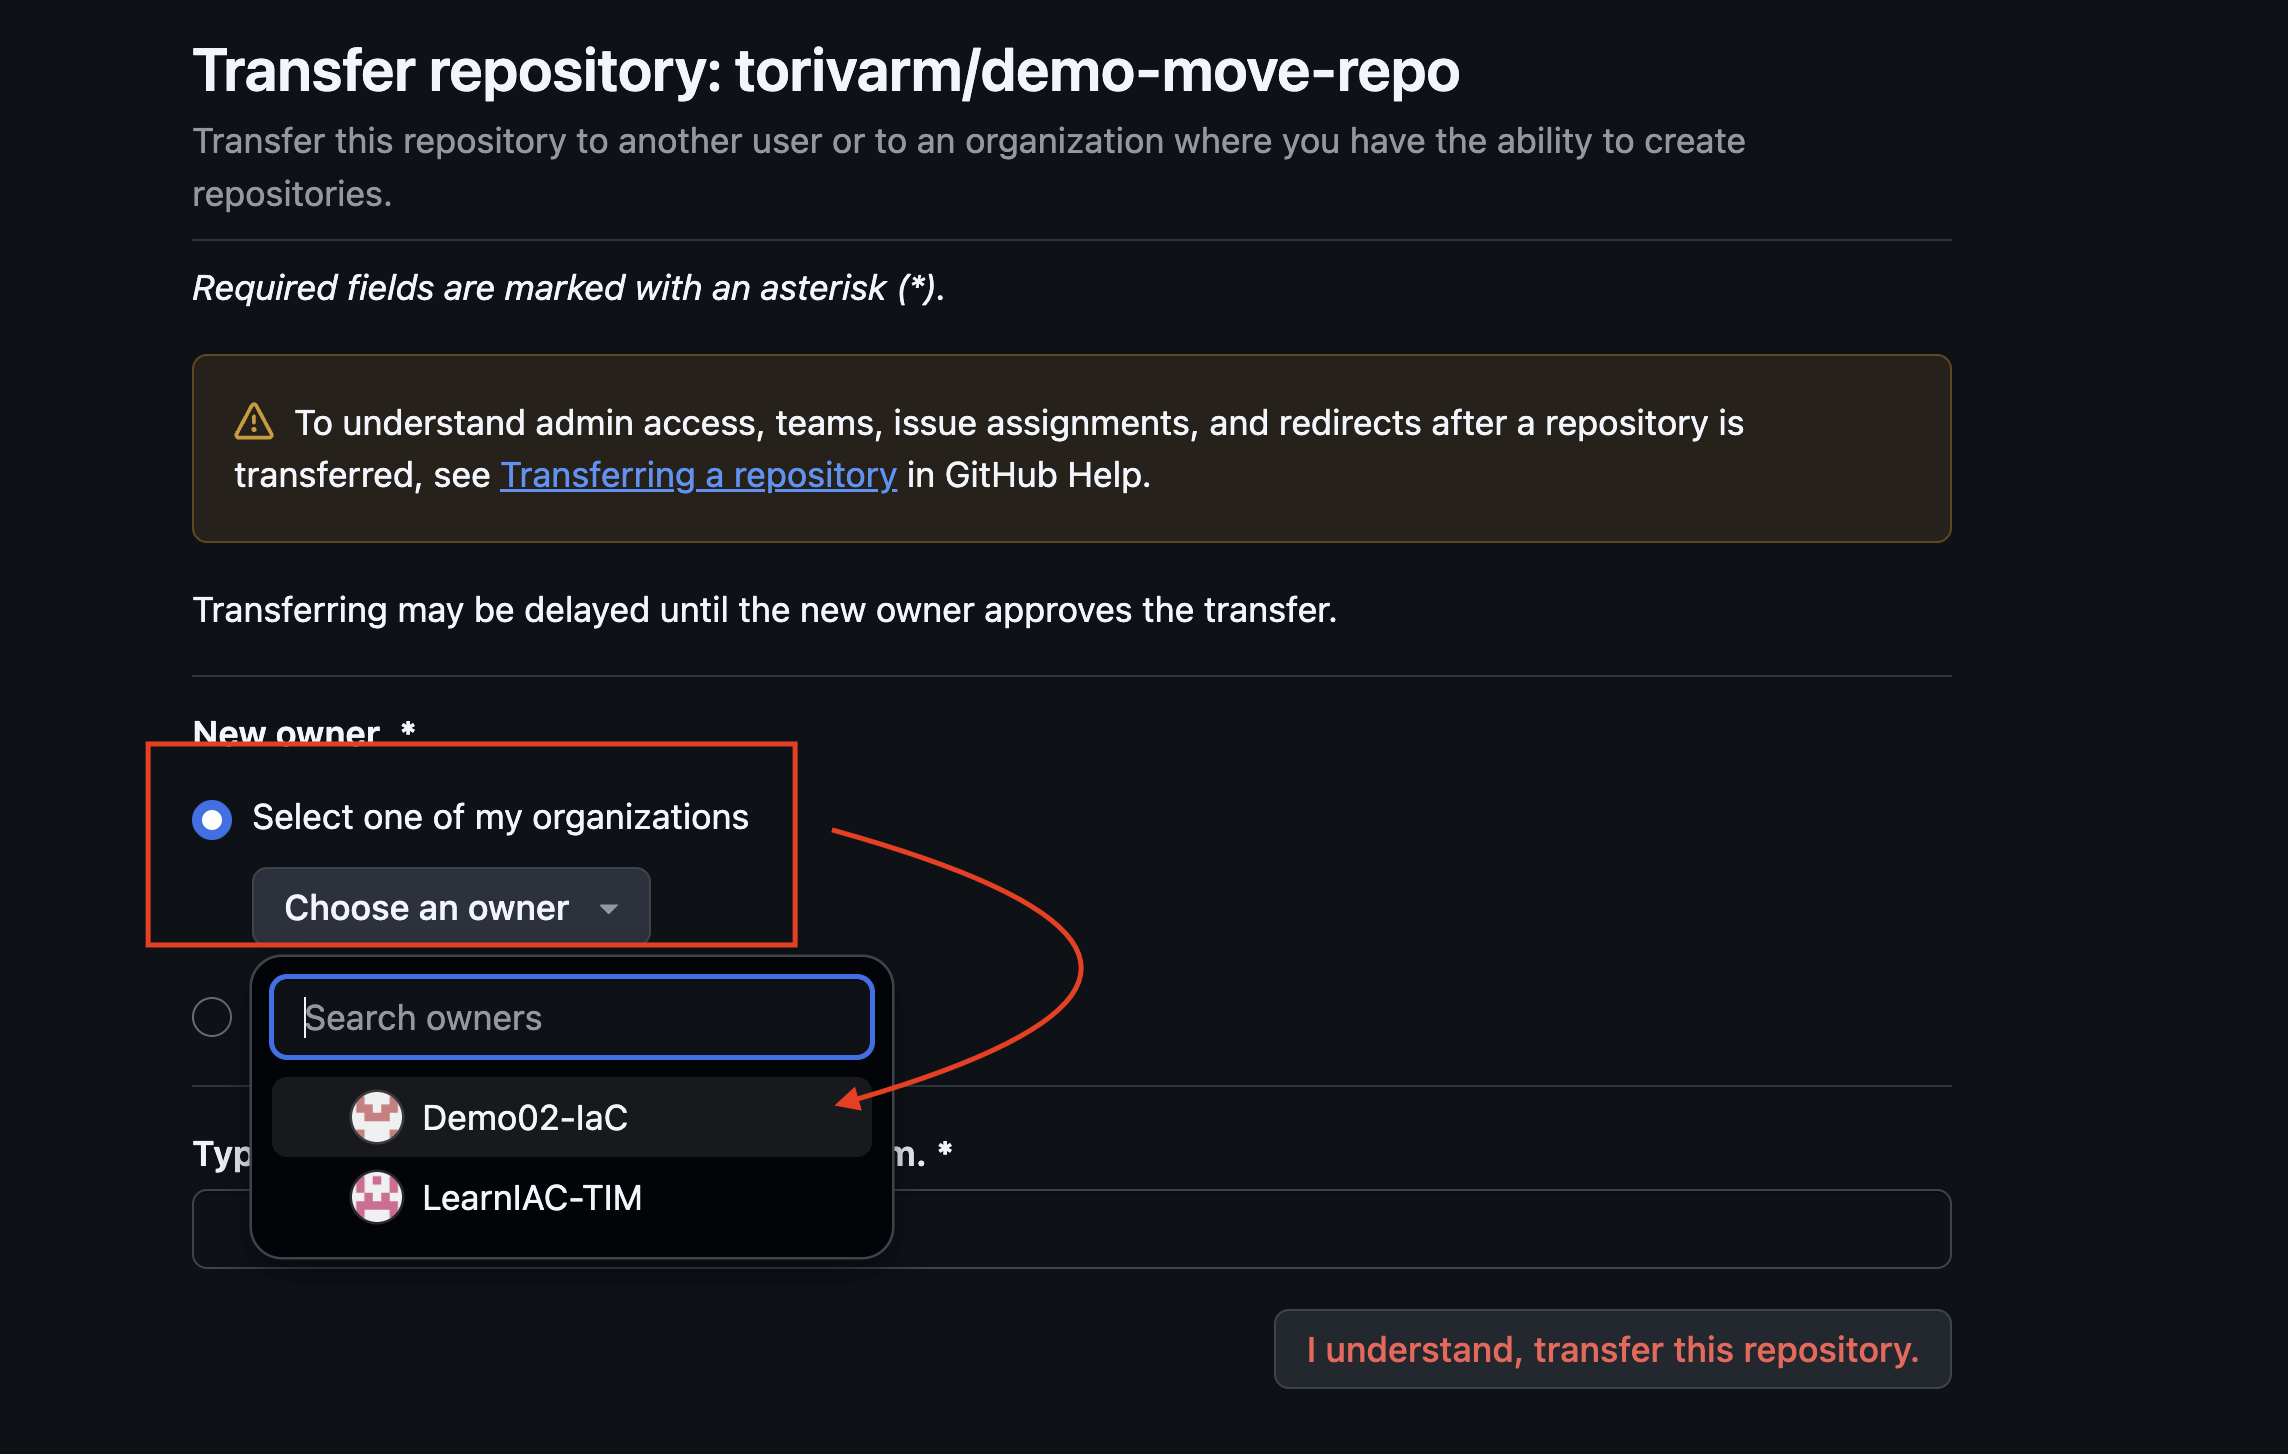 Transfer repository: torivarm/demo-move-repo
Transfer this repository to another user or to an organization where you have the ability to create
repositories.
Required fields are marked with an asterisk (*).
To understand admin access, teams, issue assignments, and redirects after a repository is
transferred, see Transferring a repository in GitHub Help.
Transferring may be delayed until the new owner approves the transfer.
New owner *
Select one of my organizations
Choose an owner
Search owners
Demo02-IaC
LearnIAC-TIM
I understand, transfer this repository.